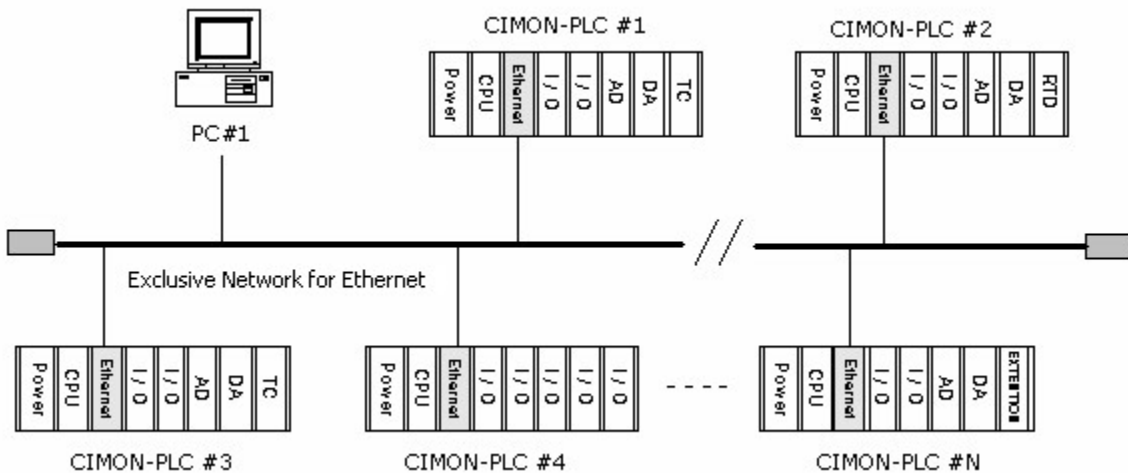 CIMON-PLC #1
CIMON-PLC #2
Power
CPU
Ethernet
I/O
I/O
AD
DA
TC
Power
CPU
Ethernet
I/O
I/O
AD
DA
RTD
PC#1
Exclusive Network for Ethernet
Power
CPU
Ethernet
I/O
I/O
AD
DA
TC
Power
CPU
Ethernet
I/O
I/O
I/O
I/O
I/O
Power
CPU
Ethernet
I/O
I/O
AD
DA
EXTENTION
CIMON-PLC #3
CIMON-PLC #4
CIMON-PLC #N